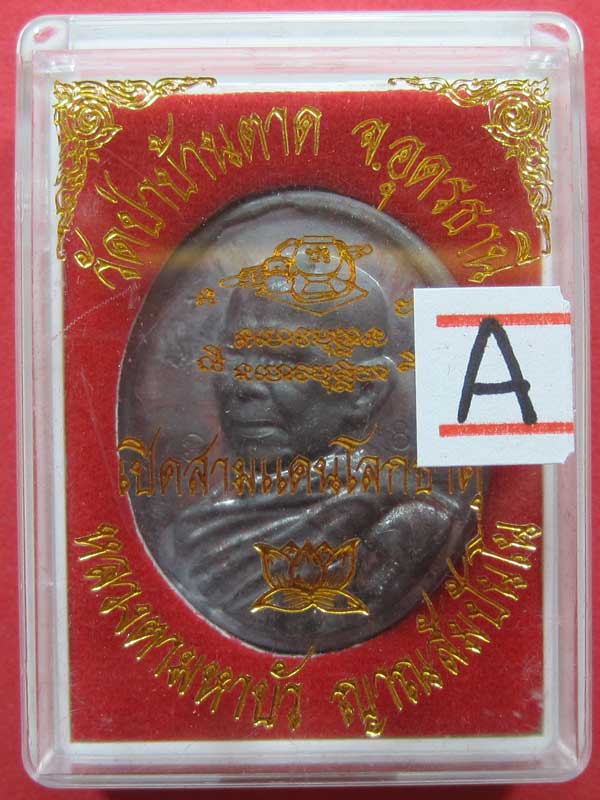 วัดป่าบ้านตาด จ.อุดรธานี
A
เปิดสามแดนโลกธาตุ
หลวงตามหาบัว ญาณสัมปันโน